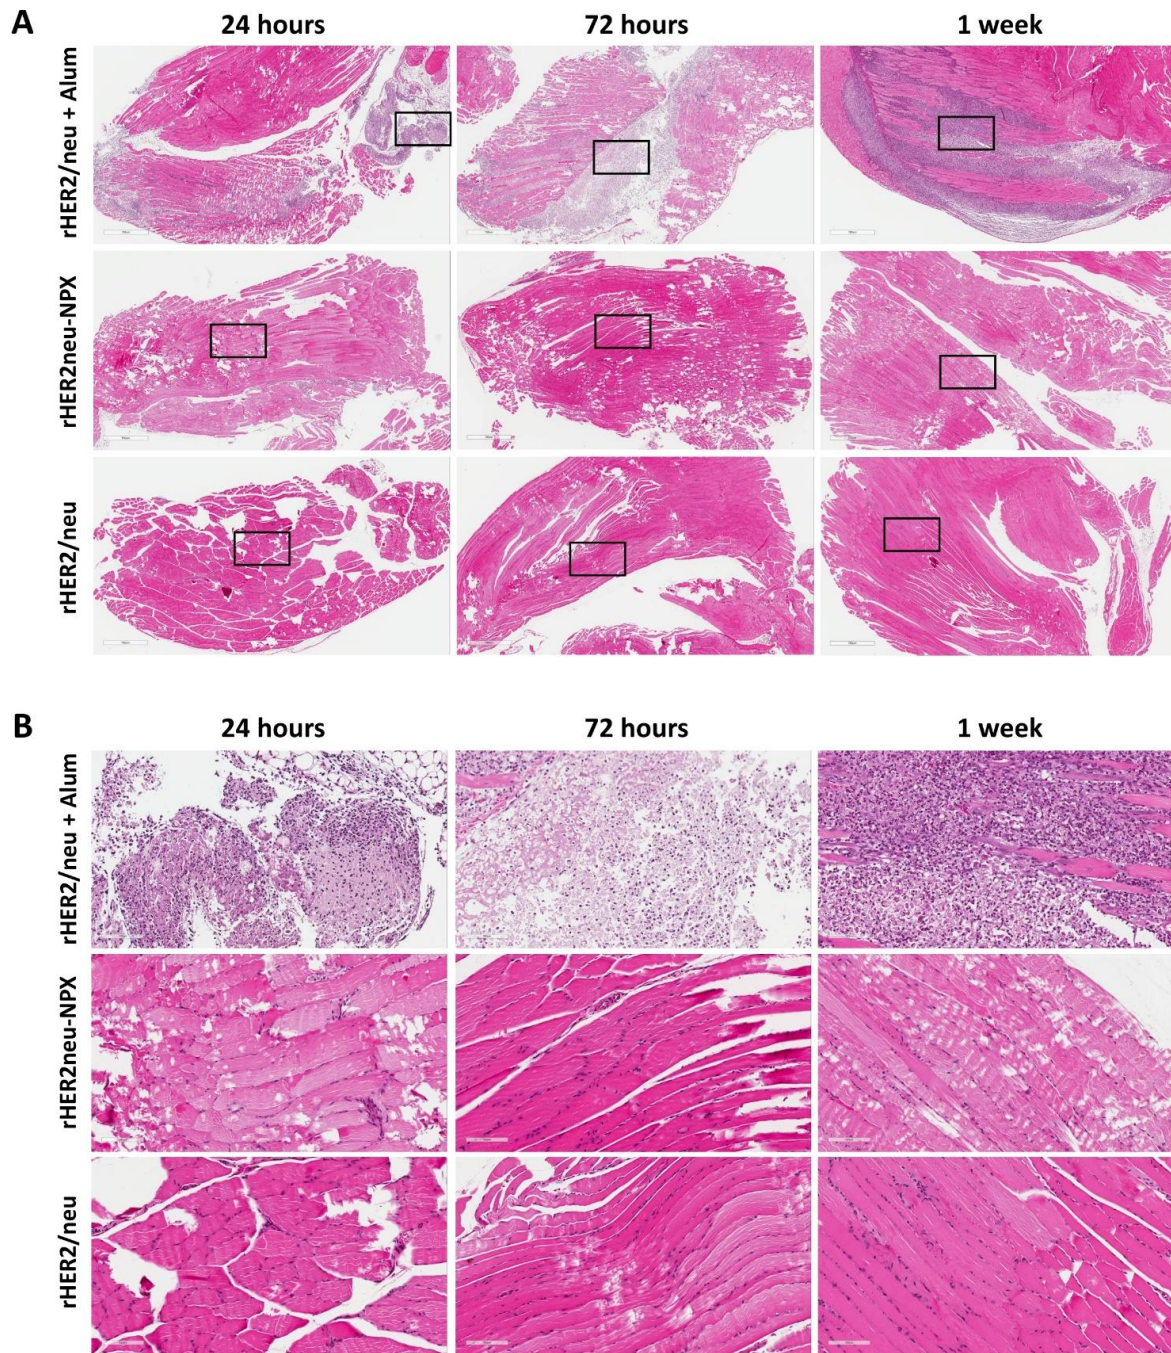 A
24 hours 72 hours 1 week
rHER2/neu + Alum
rHER2neu-NPX
rHER2/neu
B
24 hours 72 hours 1 week
rHER2/neu + Alum
rHER2neu-NPX
rHER2/neu